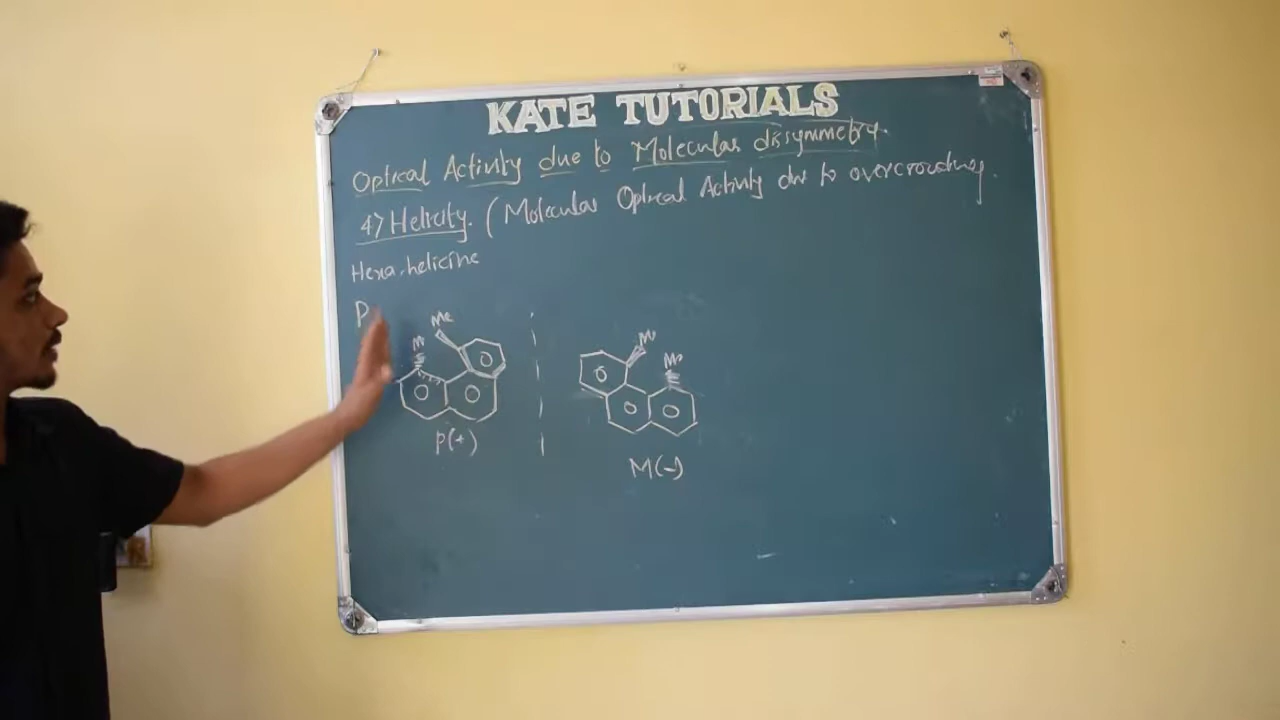 KATE TUTORIALS
Optical Activity due to Molecular dissymmetry.
4> Helicity. (Molecular Optical Activity due to overcrowding.
Hexa-helicine
P
Me
M
Me
Me
P(+)
M(-)